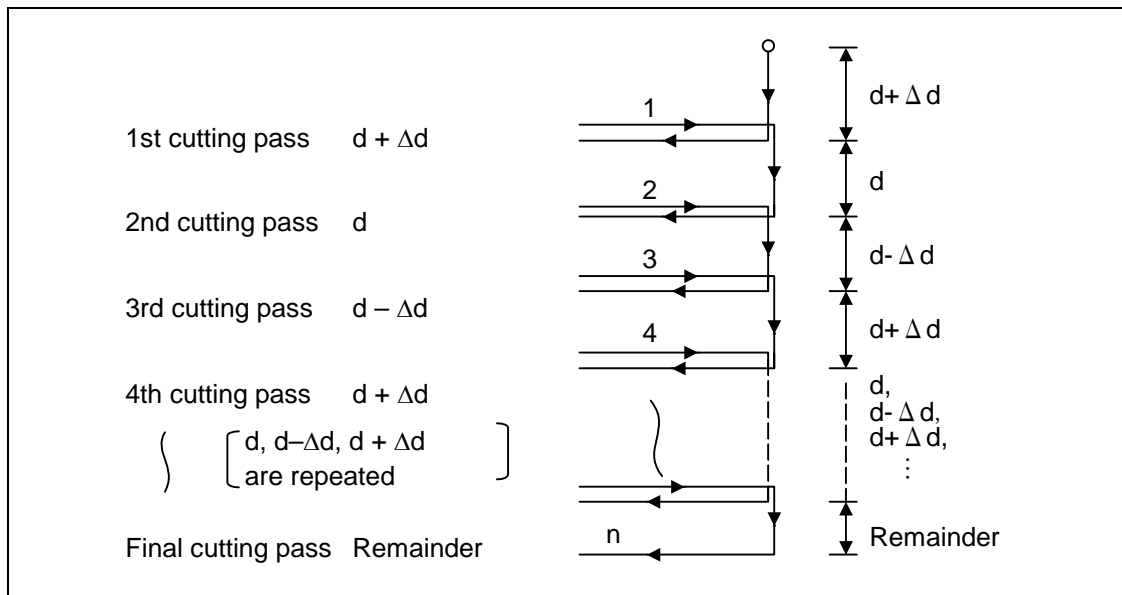 1st cutting pass d + Δd
2nd cutting pass d
3rd cutting pass d – Δd
4th cutting pass d + Δd
d, d–Δd, d + Δd
are repeated
Final cutting pass Remainder
1
2
3
4
n
d+ Δ d
d
d- Δ d
d+ Δ d
d,
d- Δ d,
d+ Δ d,
⋮
Remainder